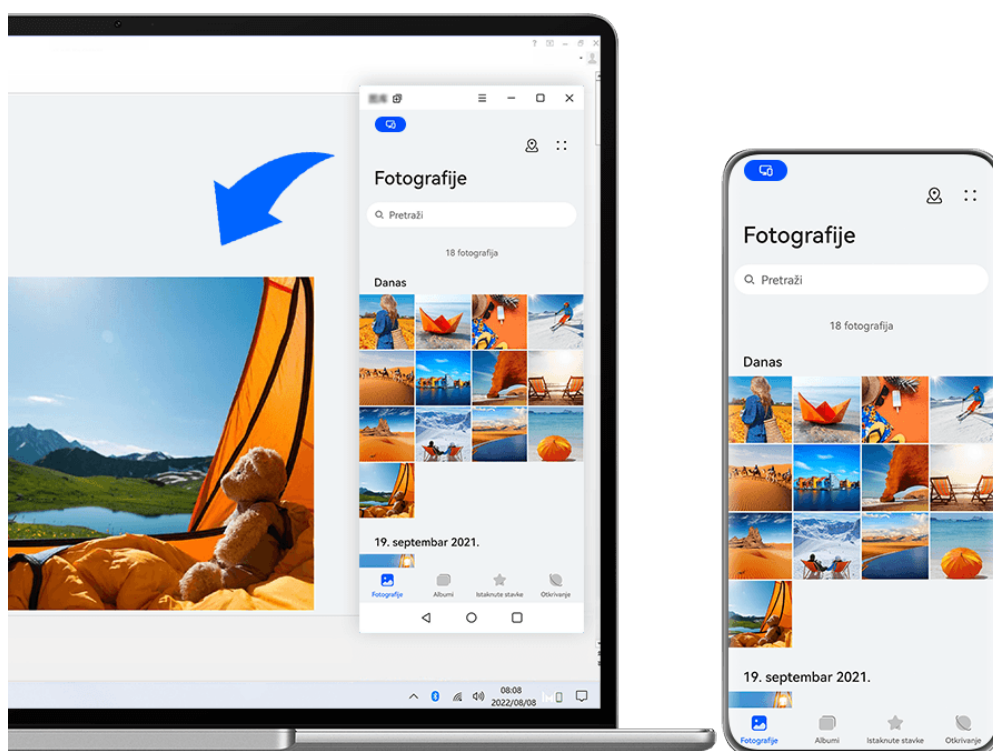 Fotografije
Pretraži
18 fotografija
Danas
19. septembar 2021.
Fotografije
Albumi
Istaknute stavke
Otkrivanje
08:08
2022/08/08
Fotografije
Pretraži
18 fotografija
Danas
19. septembar 2021.
Fotografije
Albumi
Istaknute stavke
Otkrivanje